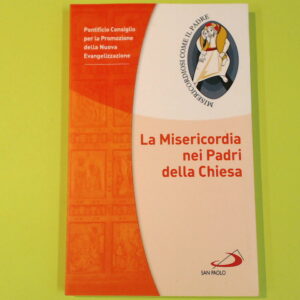 Pontificio Consiglio
per la Promozione
della Nuova
Evangelizzazione
MISERICORDIOSI COME IL PADRE
La Misericordia
nei Padri
della Chiesa
SAN PAOLO